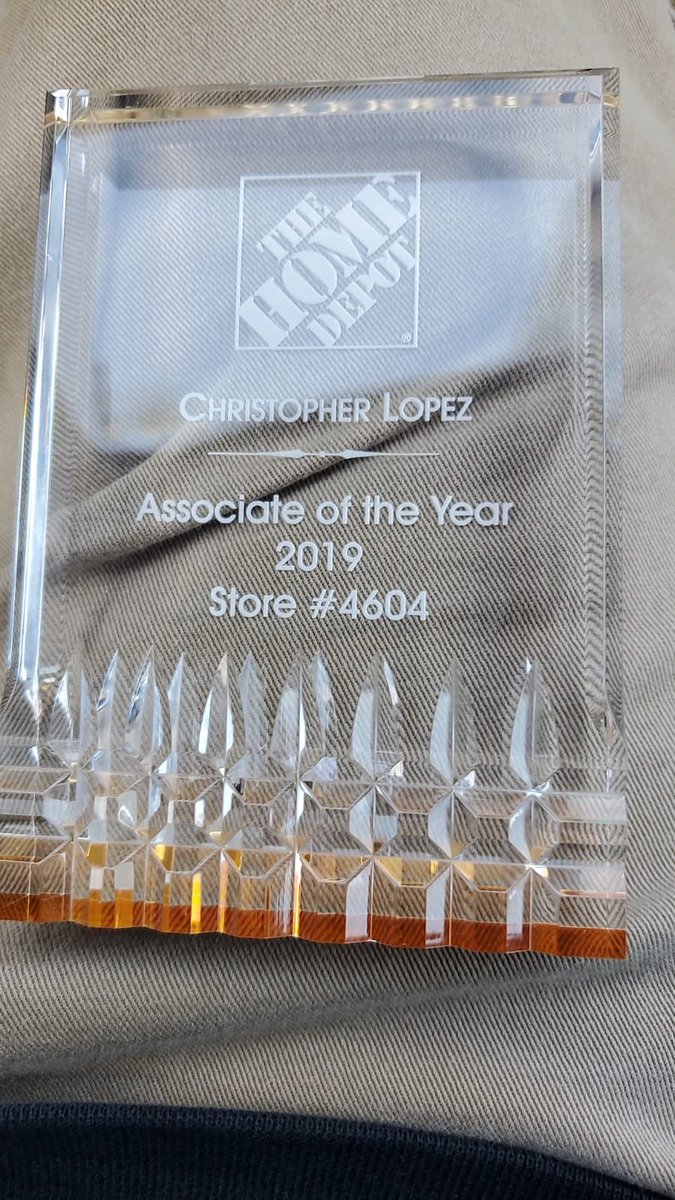 THE
HOME
DEPOT
®
CHRISTOPHER LOPEZ
Associate of the Year
2019
Store #4604